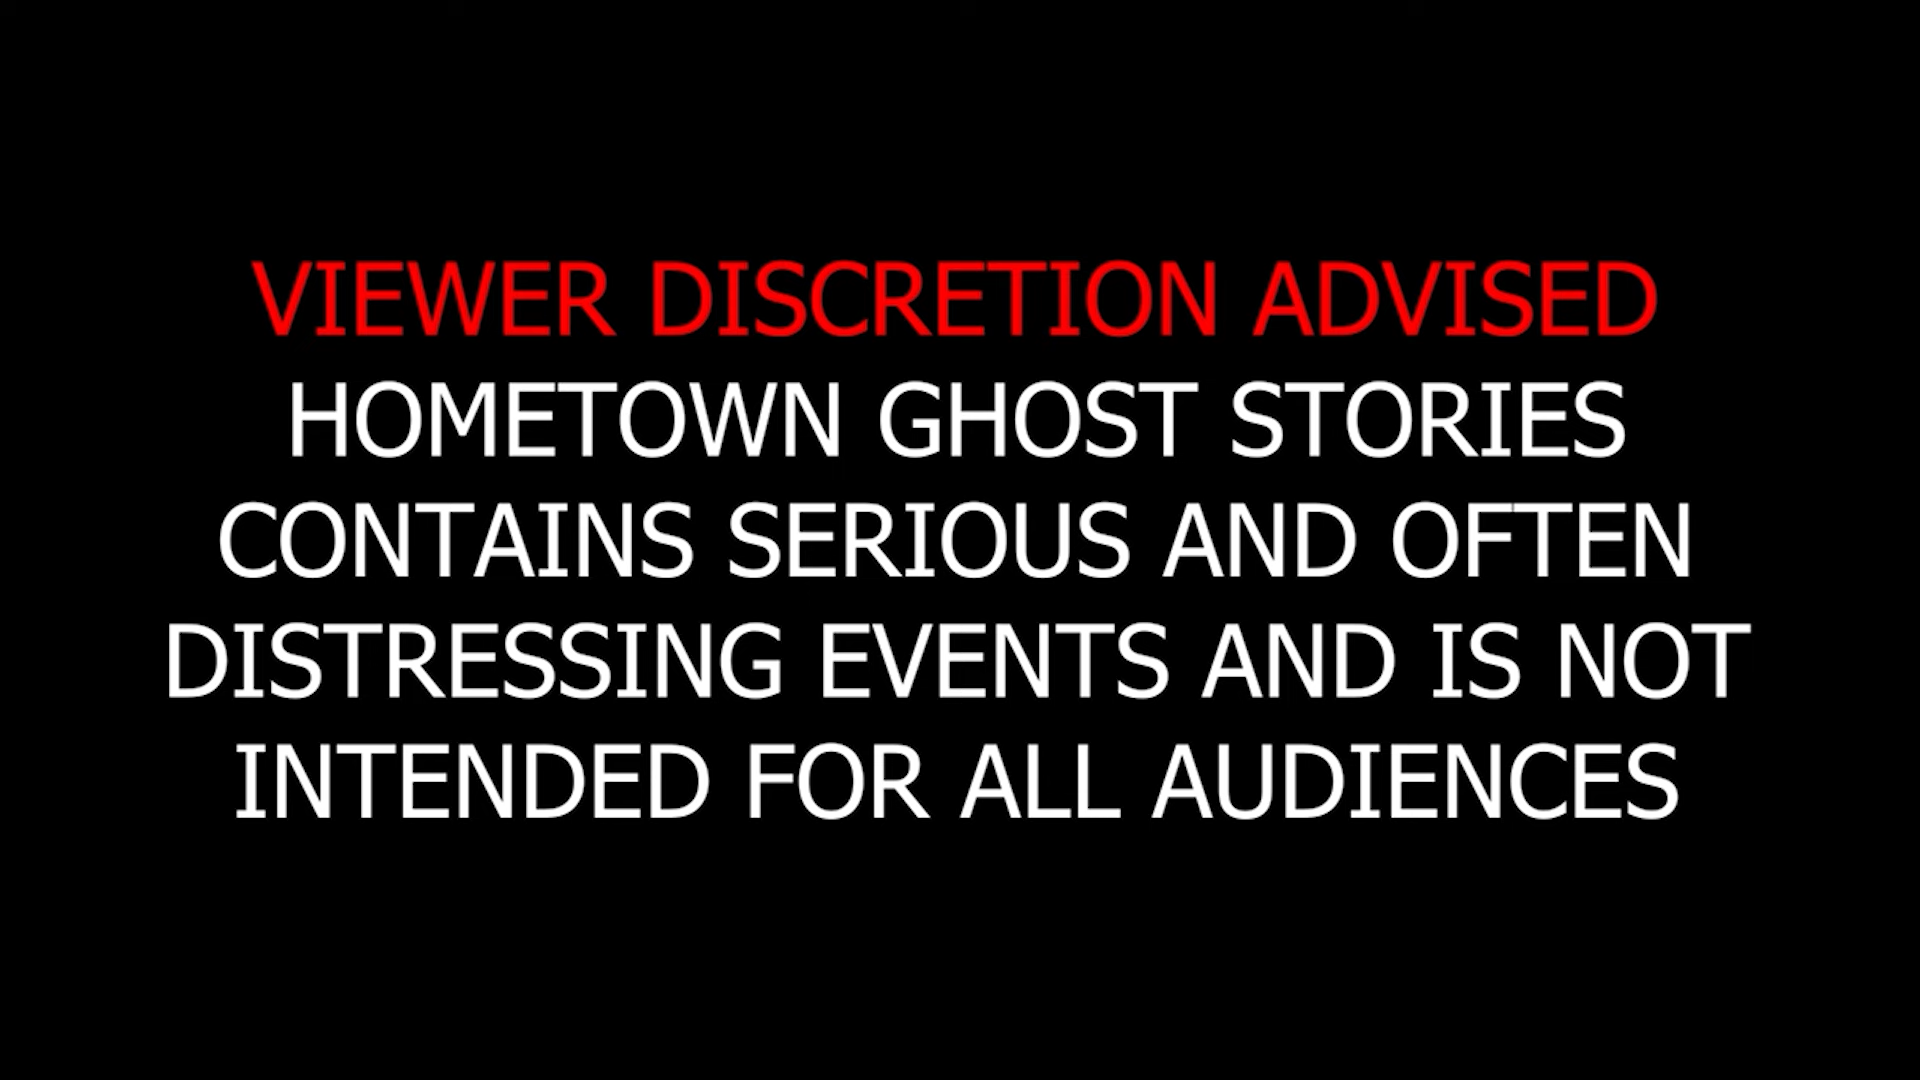 VIEWER DISCRETION ADVISED
HOMETOWN GHOST STORIES
CONTAINS SERIOUS AND OFTEN
DISTRESSING EVENTS AND IS NOT
INTENDED FOR ALL AUDIENCES